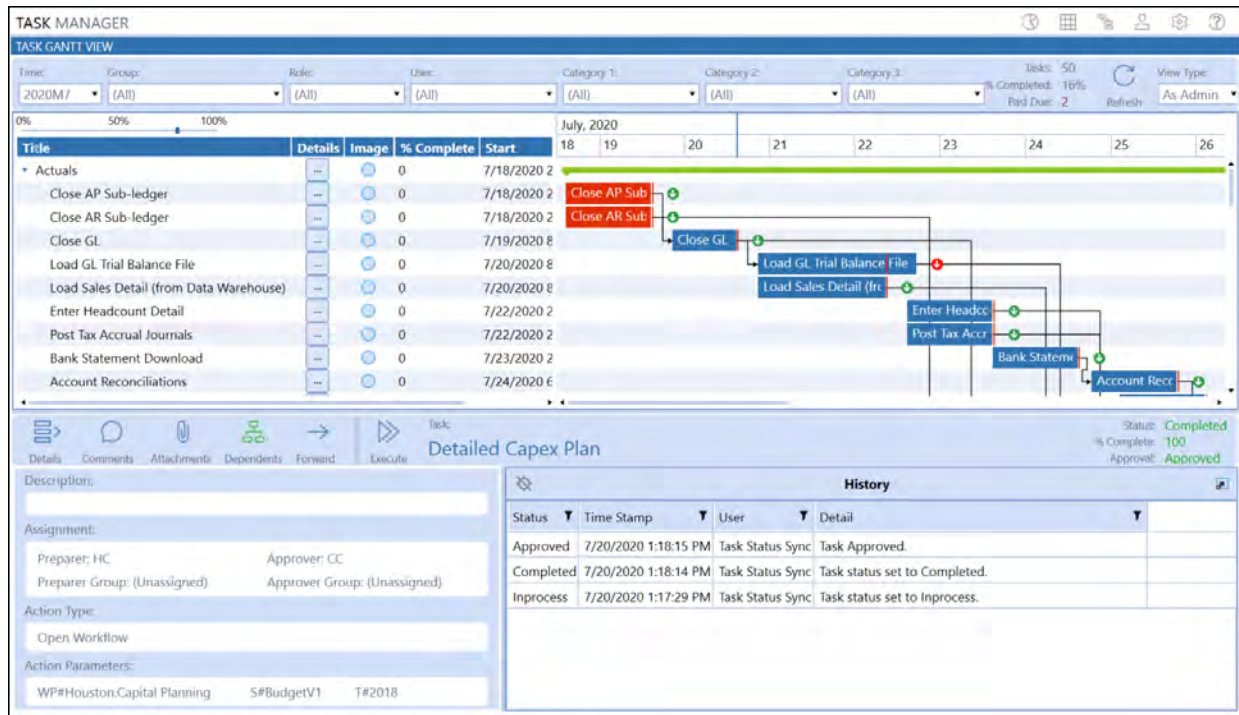 TASK MANAGER
TASK GANTT VIEW
Time: Group: Role: User: Category 1: Category 2: Category 3: Tasks: 50
% Completed: 16%
Past Due: 2
2020M7 (All) (All) (All) (All) (All) (All) Refresh View Type: As Admin
0% 50% 100% July, 2020
Title Details Image % Complete Start 18 19 20 21 22 23 24 25 26
Actuals ... 0 7/18/2020 2
Close AP Sub-ledger ... 0 7/18/2020 2 Close AP Sub
Close AR Sub-ledger ... 0 7/18/2020 2 Close AR Sub
Close GL ... 0 7/19/2020 8 Close GL
Load GL Trial Balance File ... 0 7/20/2020 8 Load GL Trial Balance File
Load Sales Detail (from Data Warehouse) ... 0 7/20/2020 8 Load Sales Detail (fro
Enter Headcount Detail ... 0 7/22/2020 2 Enter Headcc
Post Tax Accrual Journals ... 0 7/22/2020 2 Post Tax Accr
Bank Statement Download ... 0 7/23/2020 2 Bank Stateme
Account Reconciliations ... 0 7/24/2020 6 Account Recc
Details Comments Attachments Dependents Forward Execute
Task:
Detailed Capex Plan
Status: Completed
% Complete: 100
Approval: Approved
Description:
Assignment:
Preparer: HC Approver: CC
Preparer Group: (Unassigned) Approver Group: (Unassigned)
Action Type:
Open Workflow
Action Parameters:
WP#Houston.Capital Planning S#BudgetV1 T#2018
History
Status Time Stamp User Detail
Approved 7/20/2020 1:18:15 PM Task Status Sync Task Approved.
Completed 7/20/2020 1:18:14 PM Task Status Sync Task status set to Completed.
Inprocess 7/20/2020 1:17:29 PM Task Status Sync Task status set to Inprocess.